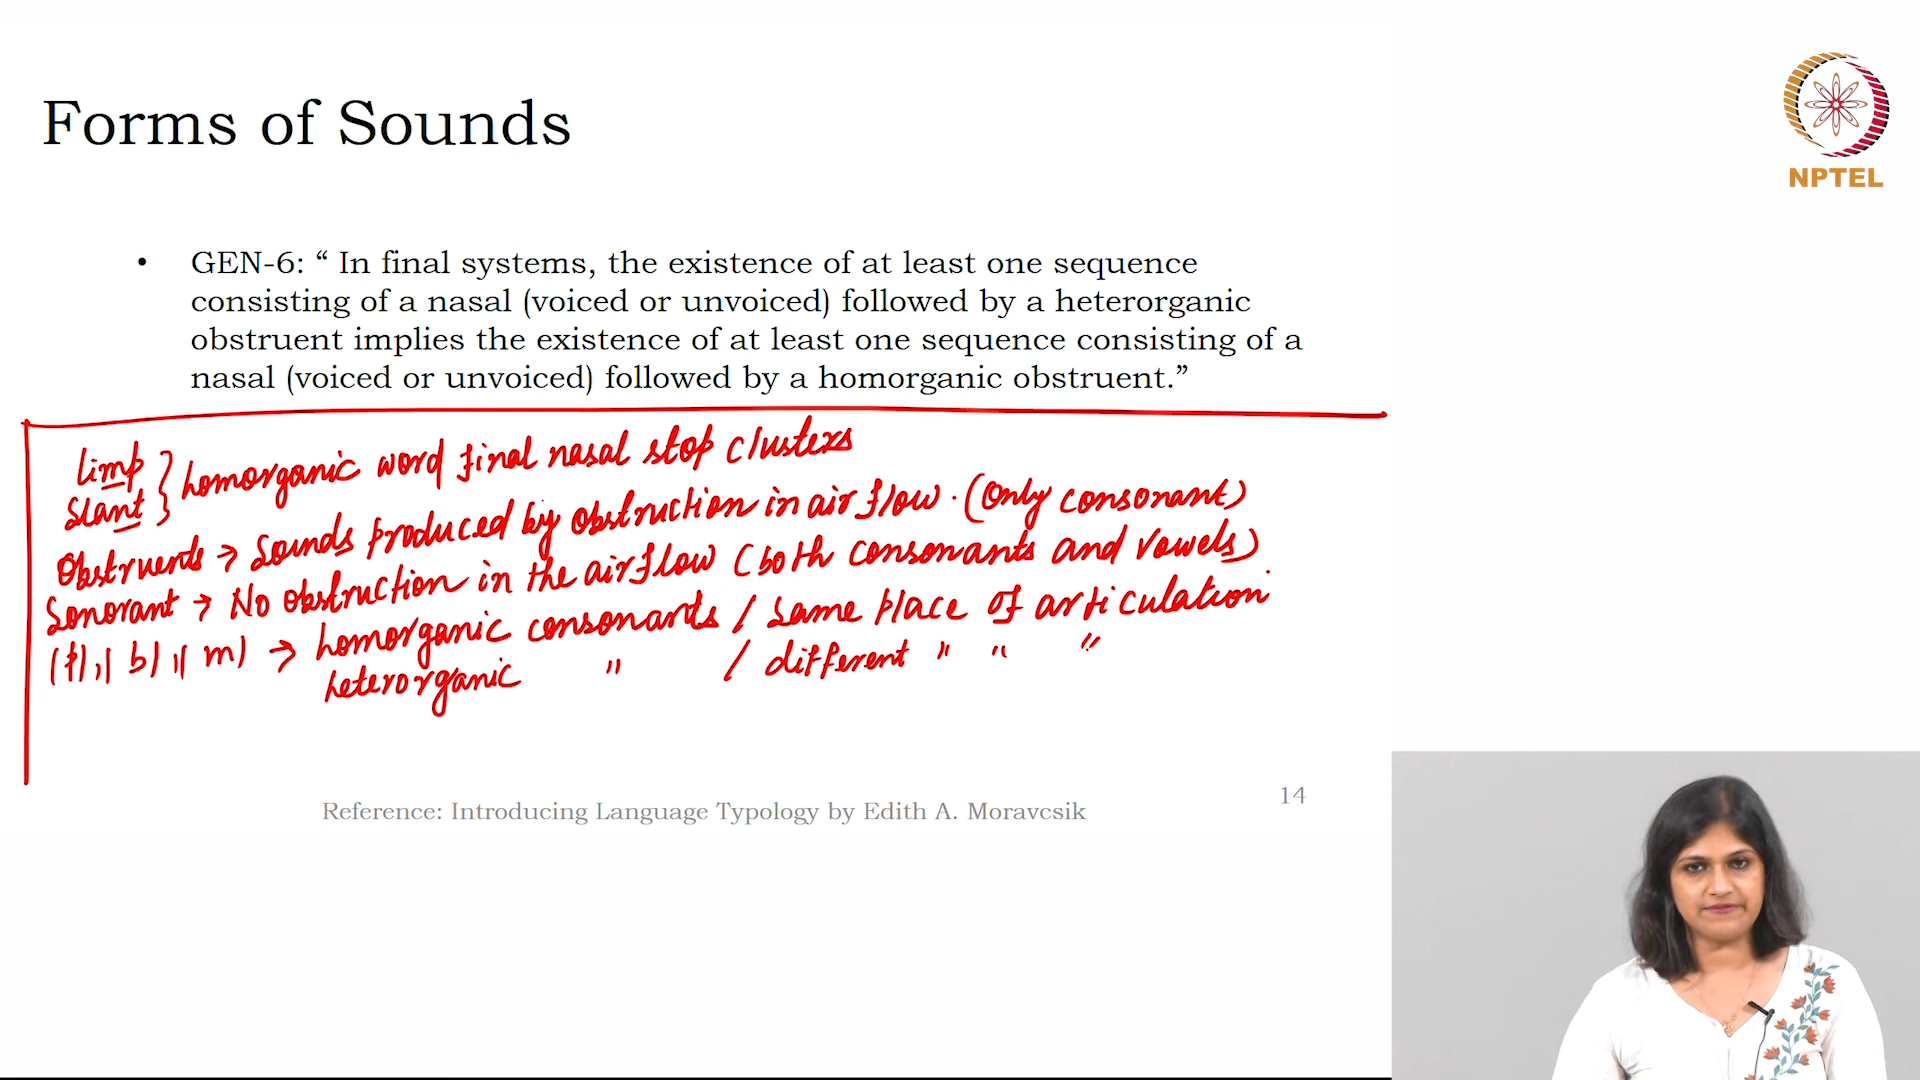 Forms of Sounds
NPTEL
• GEN-6: “ In final systems, the existence of at least one sequence
consisting of a nasal (voiced or unvoiced) followed by a heterorganic
obstruent implies the existence of at least one sequence consisting of a
nasal (voiced or unvoiced) followed by a homorganic obstruent.”
limp
slant } homorganic word final nasal stop clusters
Obstruents → Sounds produced by obstruction in air flow. (Only consonant)
Sonorant → No obstruction in the airflow (both consonants and vowels)
(p), (b), (m) → homorganic consonants / same place of articulation
heterorganic " / different " " "
14
Reference: Introducing Language Typology by Edith A. Moravcsik